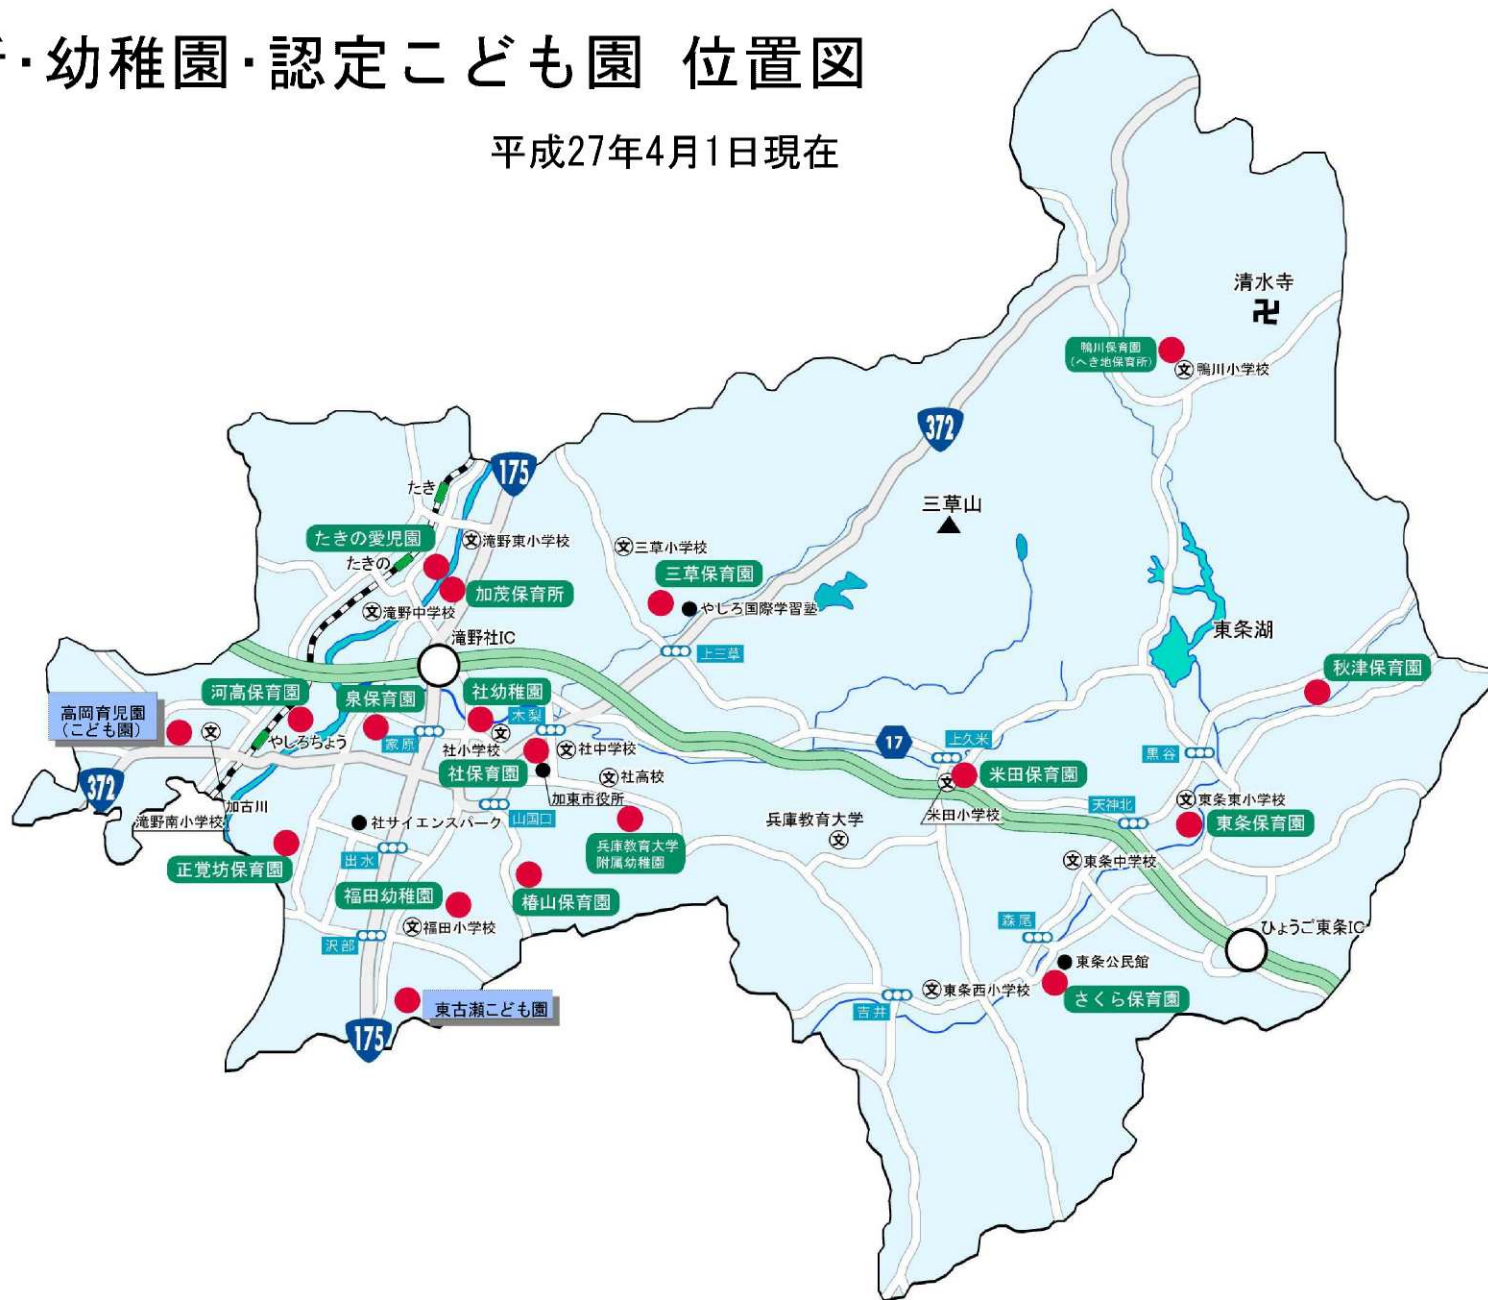 ・幼稚園・認定こども園 位置図
平成27年4月1日現在
清水寺
鴨川保育園
(へき地保育所)
鴨川小学校
372
三草山
175
たき
滝野東小学校
たきの愛児園
たきの
三草小学校
三草保育園
加茂保育所
滝野中学校
やしろ国際学習塾
滝野社IC
上三草
東条湖
秋津保育園
河高保育園
泉保育園
社幼稚園
高岡育児園
(こども園)
木梨
やしろちょう
家原
社小学校
社中学校
17
上久米
黒谷
社保育園
社高校
米田保育園
372
加古川
加東市役所
滝野南小学校
社サイエンスパーク
山国口
兵庫教育大学
米田小学校
天神北
東条東小学校
東条保育園
出水
兵庫教育大学
附属幼稚園
正覚坊保育園
東条中学校
福田幼稚園
椿山保育園
福田小学校
沢部
森尾
ひょうご東条IC
東条公民館
東条西小学校
さくら保育園
東古瀬こども園
吉井
175